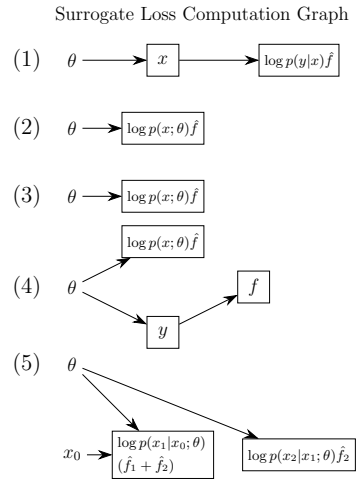 Surrogate Loss Computation Graph
(1) θ x log p(y|x)f̂
(2) θ log p(x; θ)f̂
(3) θ log p(x; θ)f̂
log p(x; θ)f̂
(4) θ f
y
(5) θ
x₀ log p(x₁|x₀; θ)
(f̂₁ + f̂₂)
log p(x₂|x₁; θ)f̂₂